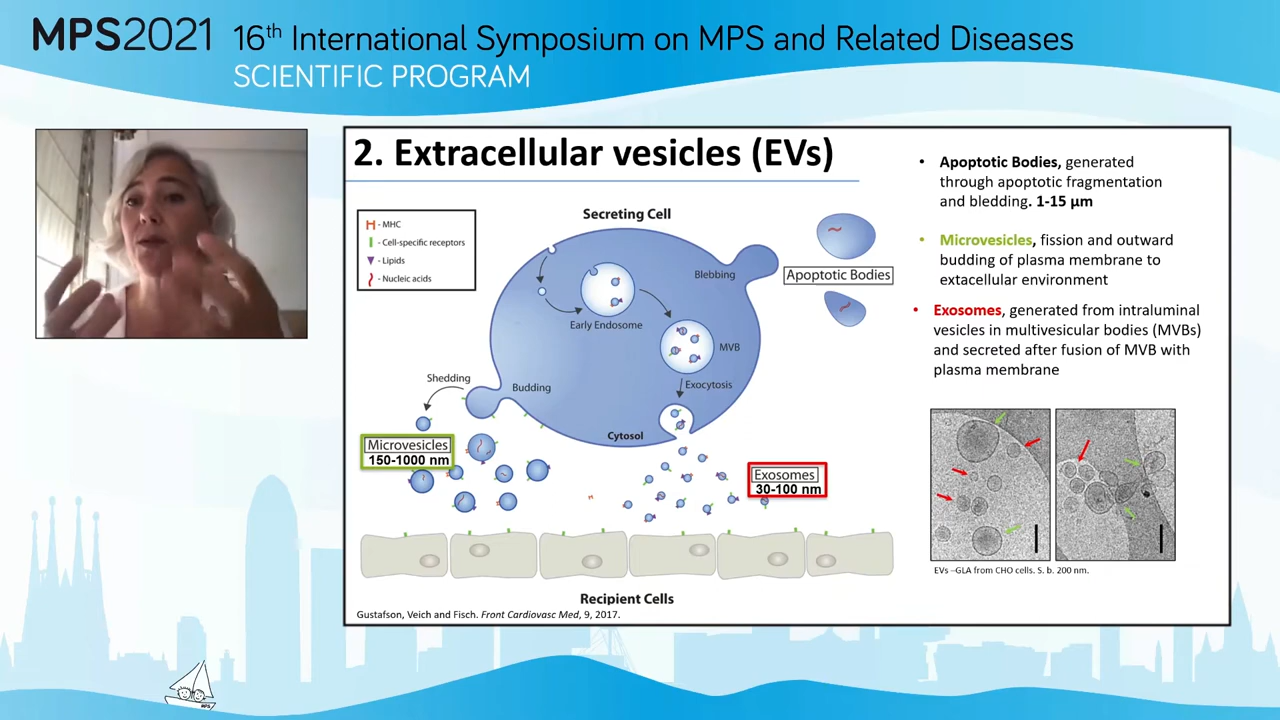 MPS2021 16th International Symposium on MPS and Related Diseases
SCIENTIFIC PROGRAM
2. Extracellular vesicles (EVs)
- MHC
- Cell-specific receptors
- Lipids
- Nucleic acids
Secreting Cell
Blebbing
Apoptotic Bodies
Early Endosome
MVB
Exocytosis
Shedding
Budding
Cytosol
Microvesicles
150-1000 nm
Exosomes
30-100 nm
Recipient Cells
Gustafson, Veich and Fisch. Front Cardiovasc Med, 9, 2017.
• Apoptotic Bodies, generated
through apoptotic fragmentation
and bledding. 1-15 µm
• Microvesicles, fission and outward
budding of plasma membrane to
extracellular environment
• Exosomes, generated from intraluminal
vesicles in multivesicular bodies (MVBs)
and secreted after fusion of MVB with
plasma membrane
EVs –GLA from CHO cells. S. b. 200 nm.
MPS